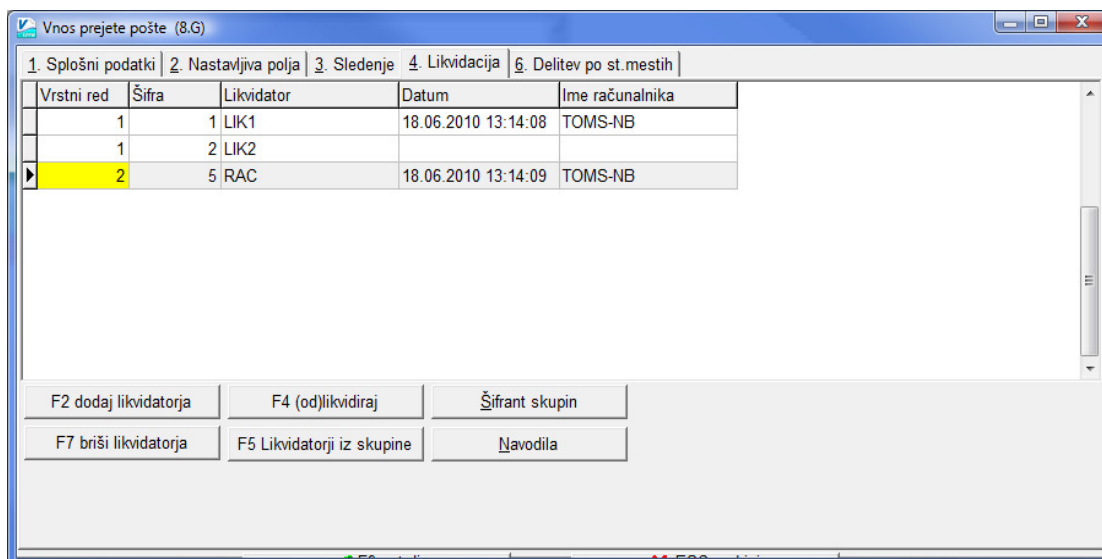 Vnos prejete pošte (8.G)
1. Splošni podatki 2. Nastavljiva polja 3. Sledenje 4. Likvidacija 6. Delitev po st.mestih
Vrstni red Šifra Likvidator Datum Ime računalnika
1 1 LIK1 18.06.2010 13:14:08 TOMS-NB
1 2 LIK2
2 5 RAC 18.06.2010 13:14:09 TOMS-NB
F2 dodaj likvidatorja F4 (od)likvidiraj Šifrant skupin
F7 briši likvidatorja F5 Likvidatorji iz skupine Navodila